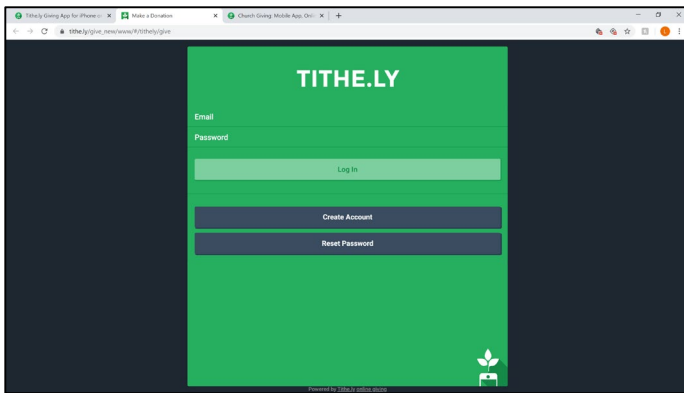 Tithe.ly Giving App for iPhone o
Make a Donation
Church Giving: Mobile App, Onli
tithe.ly/give_new/www/#/tithely/give
TITHE.LY
Email
Password
Log In
Create Account
Reset Password
Powered by Tithe.ly online giving